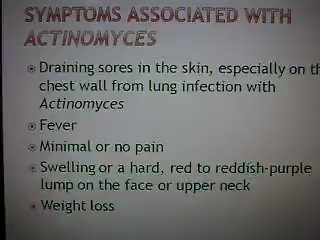 SYMPTOMS ASSOCIATED WITH
ACTINOMYCES
Draining sores in the skin, especially on th
chest wall from lung infection with
Actinomyces
Fever
Minimal or no pain
Swelling or a hard, red to reddish-purple
lump on the face or upper neck
Weight loss